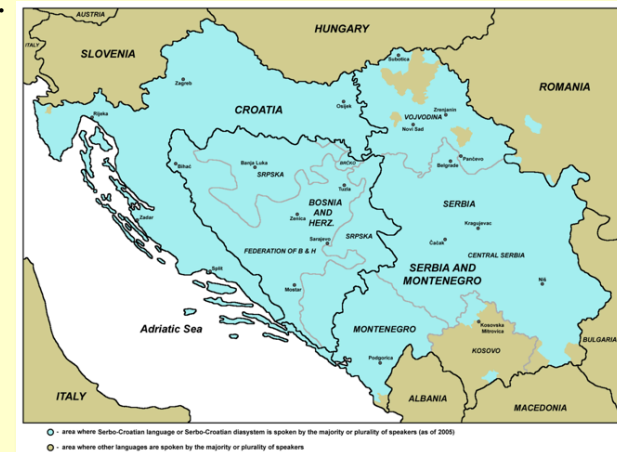 AUSTRIA
HUNGARY
ITALY
SLOVENIA
ROMANIA
Subotica
Zagreb
CROATIA
Osijek
VOJVODINA
Zrenjanin
Novi Sad
Rijeka
Pančevo
Belgrade
Bihać
Banja Luka
SRPSKA
BRČKO
Tuzla
BOSNIA
AND
HERZ.
SERBIA
Zenica
Kragujevac
Zadar
Sarajevo
SRPSKA
Čačak
FEDERATION OF B & H
CENTRAL SERBIA
SERBIA AND
MONTENEGRO
Split
Niš
Mostar
Adriatic Sea
MONTENEGRO
Kosovska
Mitrovica
KOSOVO
BULGARIA
Podgorica
ITALY
ALBANIA
MACEDONIA
- area where Serbo-Croatian language or Serbo-Croatian diasystem is spoken by the majority or plurality of speakers (as of 2005)
- area where other languages are spoken by the majority or plurality of speakers